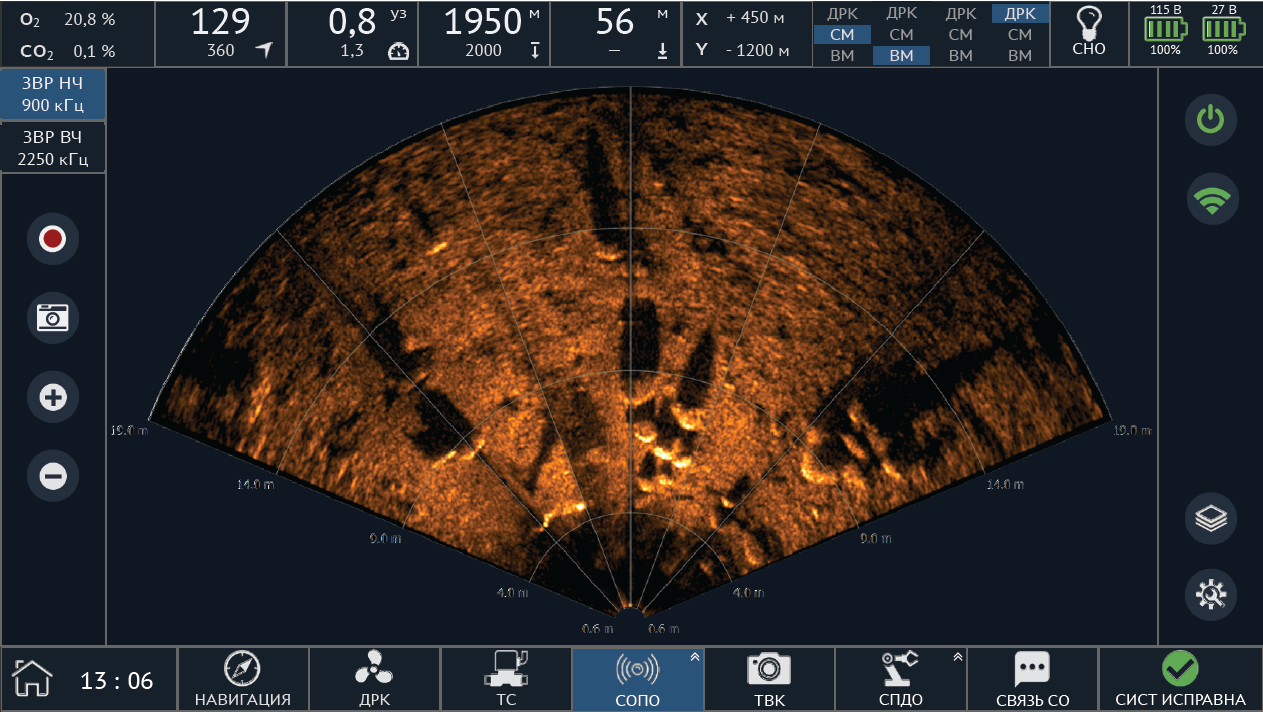 O₂ 20,8 %
CO₂ 0,1 %
129
360
0,8 уз
1,3
1950 м
2000
56 м
–
X + 450 м
Y - 1200 м
ДРК ДРК ДРК ДРК
СМ СМ СМ СМ
ВМ ВМ ВМ ВМ
СНО
115 В 27 В
100% 100%
ЗВР НЧ
900 кГц
ЗВР ВЧ
2250 кГц
19.0 m 19.0 m
14.0 m 14.0 m
9.0 m 9.0 m
4.0 m 4.0 m
0.6 m 0.6 m
13 : 06
НАВИГАЦИЯ
ДРК
ТС
СОПО
ТВК
СПДО
СВЯЗЬ СО
СИСТ ИСПРАВНА